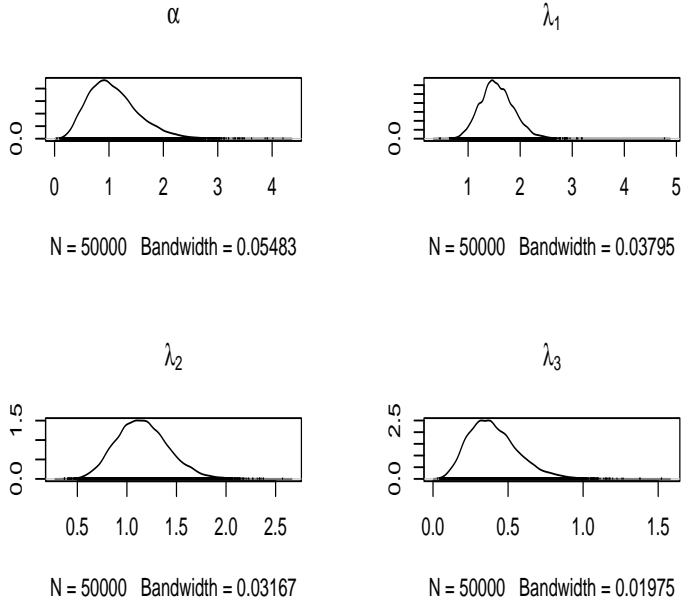 α
0.0
0 1 2 3 4
N = 50000 Bandwidth = 0.05483
λ1
0.0
1 2 3 4 5
N = 50000 Bandwidth = 0.03795
λ2
1.5
0.0
0.5 1.0 1.5 2.0 2.5
N = 50000 Bandwidth = 0.03167
λ3
2.5
0.0
0.0 0.5 1.0 1.5
N = 50000 Bandwidth = 0.01975